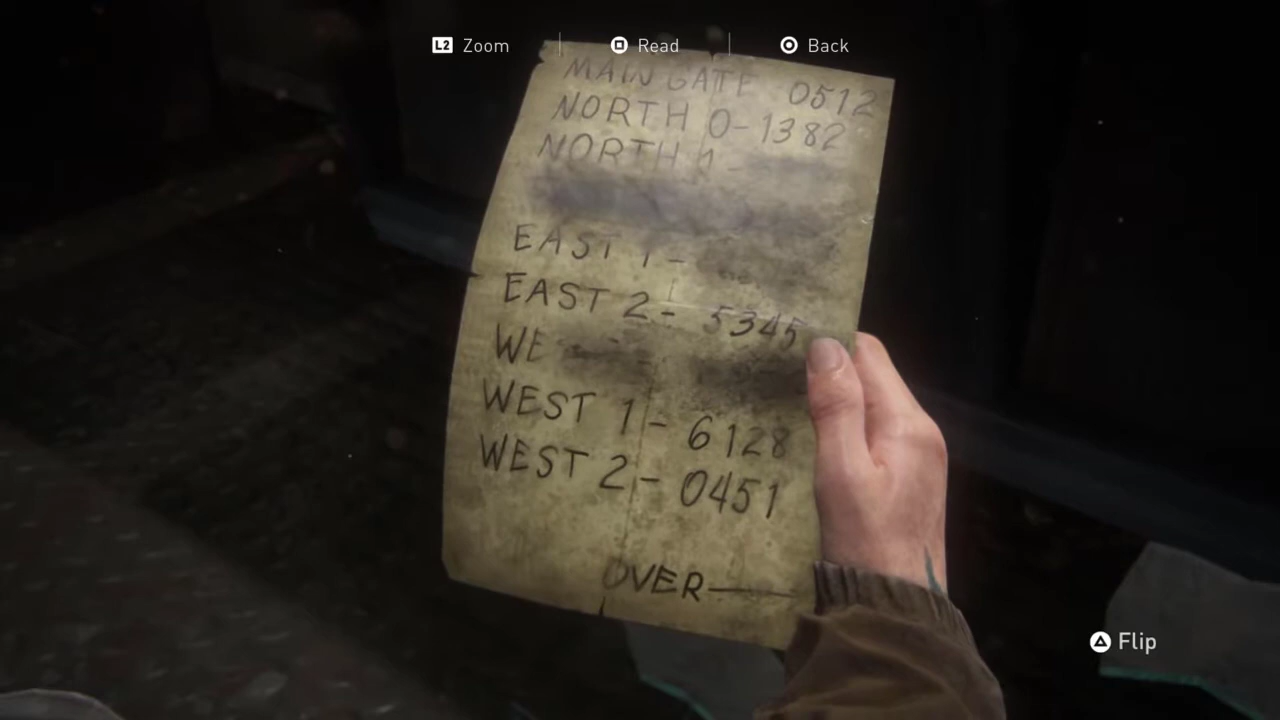 L2 Zoom | Read | Back
MAIN GATE 0512
NORTH 0-1382
NORTH 1 -
EAST 1 -
EAST 2 - 5345
WE
WEST 1 - 6128
WEST 2 - 0451
OVER
Flip